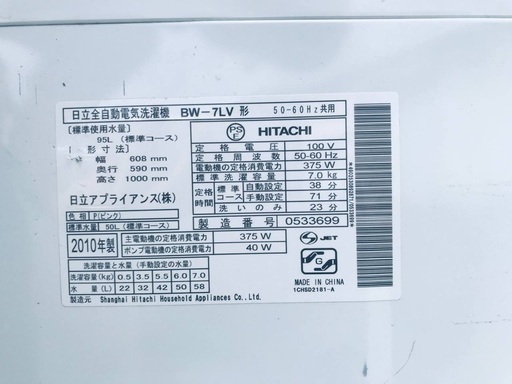 日立全自動電気洗濯機 BW-7LV 形 50-60Hz共用
[標準使用水量]
95L (標準コース)
形寸法]
幅 608 mm
奥行 590 mm
高さ 1000 mm
日立アプライアンス(株)
色相 P(ピンク)
標準水量 50L (標準コース)
2010年製
主電動機の定格消費電力 375 W
ポンプ電動機の定格消費電力 40 W
洗濯容量と水量 (手動設定の水量)
洗濯容量(kg) 0.5 3.5 5.5 6.0 7.0
水量(L) 22 32 42 50 58
製造元 Shanghai Hitachi Household Appliances Co.,Ltd.
PSE HITACHI
定格電圧 100 V
定格周波数 50-60 Hz
電動機の定格消費電力 375 W
標準洗濯容量 7.0 kg
標準コース 自動設定 38 分
手動設定 71 分
洗いのみ 23 分
製造番号 0533699
S JET
MADE IN CHINA
1CHSD2181-A